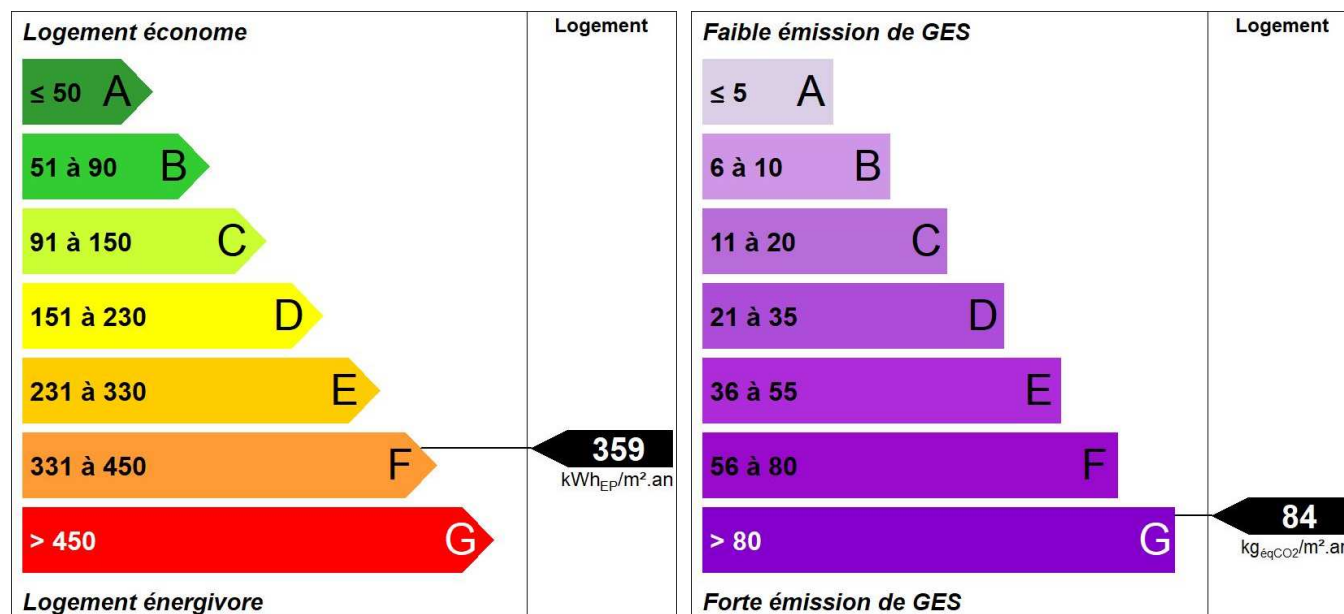 Logement économe
Logement
≤ 50 A
51 à 90 B
91 à 150 C
151 à 230 D
231 à 330 E
331 à 450 F
359
kWhEP/m².an
> 450 G
Logement énergivore
Faible émission de GES
Logement
≤ 5 A
6 à 10 B
11 à 20 C
21 à 35 D
36 à 55 E
56 à 80 F
> 80 G
84
kgéqCO2/m².an
Forte émission de GES